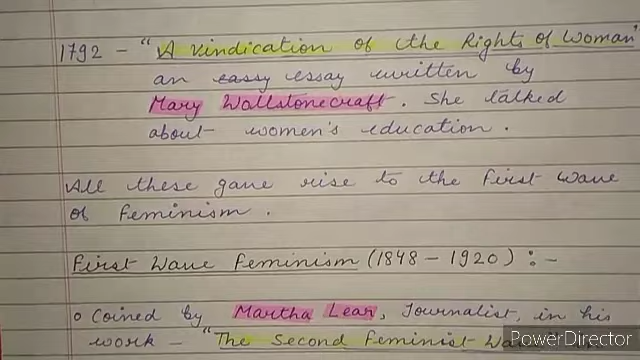 1792 - "A vindication of the Rights of Woman"
an eassy essay written by
Mary Wallstonecraft. She talked
about women's education.
All these gave rise to the first wave
of feminism.
First Wave Feminism (1848 - 1920) : -
o Coined by Martha Lear, Journalist, in his
work - "The Second Feminist
PowerDirector